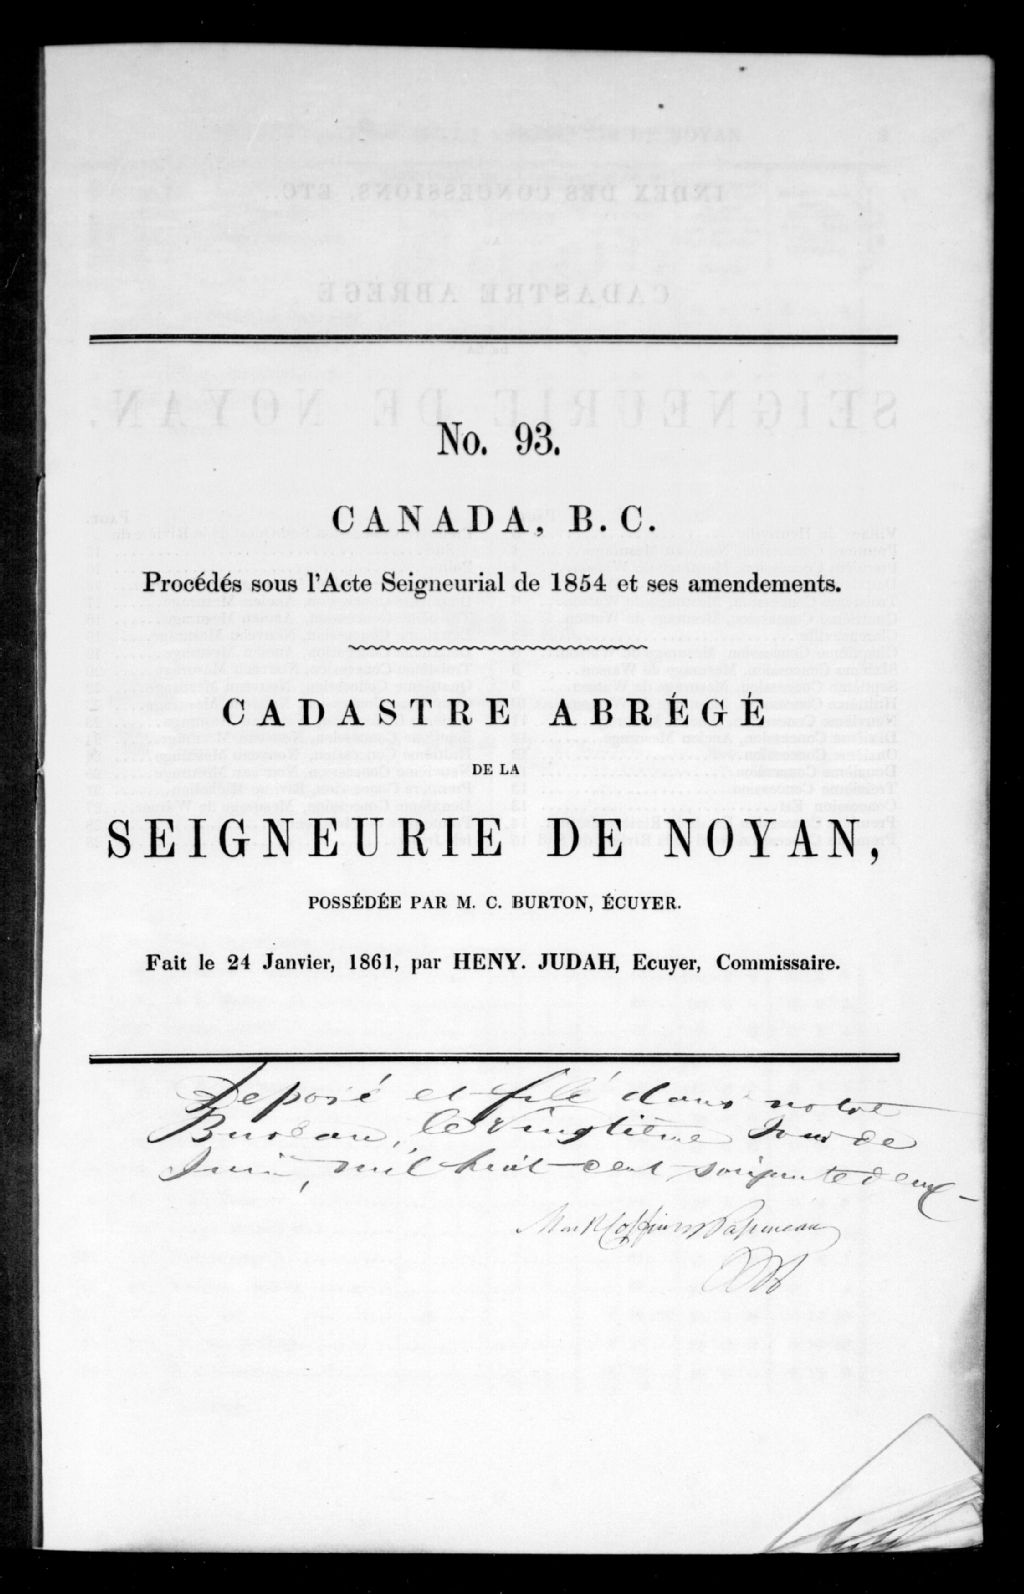 No. 93.
CANADA, B. C.
Procédés sous l'Acte Seigneurial de 1854 et ses amendements.
CADASTRE ABRÉGÉ
DE LA
SEIGNEURIE DE NOYAN,
POSSÉDÉE PAR M. C. BURTON, ÉCUYER.
Fait le 24 Janvier, 1861, par HENY. JUDAH, Ecuyer, Commissaire.
Deposé et filé dans notre
Bureau, le vingtième Jour de
Juin, mil huit cent soixante deux
Papineau